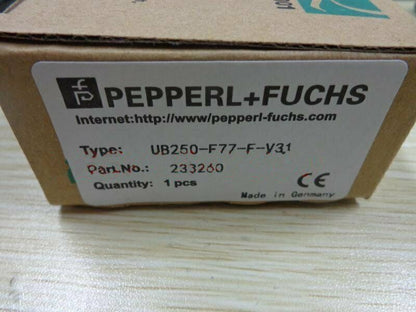 PEPPERL+FUCHS
Internet:http://www/pepperl-fuchs.com
Type: UB250-F77-F-V31
Part.No.: 233260
Quantity: 1 pcs
CE
Made in Germany